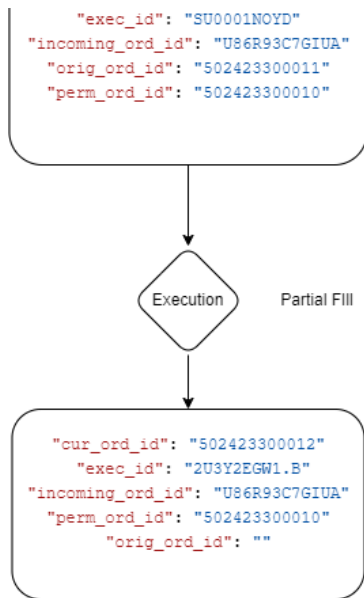 "exec_id": "SU0001NOYD"
"incoming_ord_id": "U86R93C7GIUA"
"orig_ord_id": "502423300011"
"perm_ord_id": "502423300010"
Execution
Partial FIll
"cur_ord_id": "502423300012"
"exec_id": "2U3Y2EGW1.B"
"incoming_ord_id": "U86R93C7GIUA"
"perm_ord_id": "502423300010"
"orig_ord_id": ""